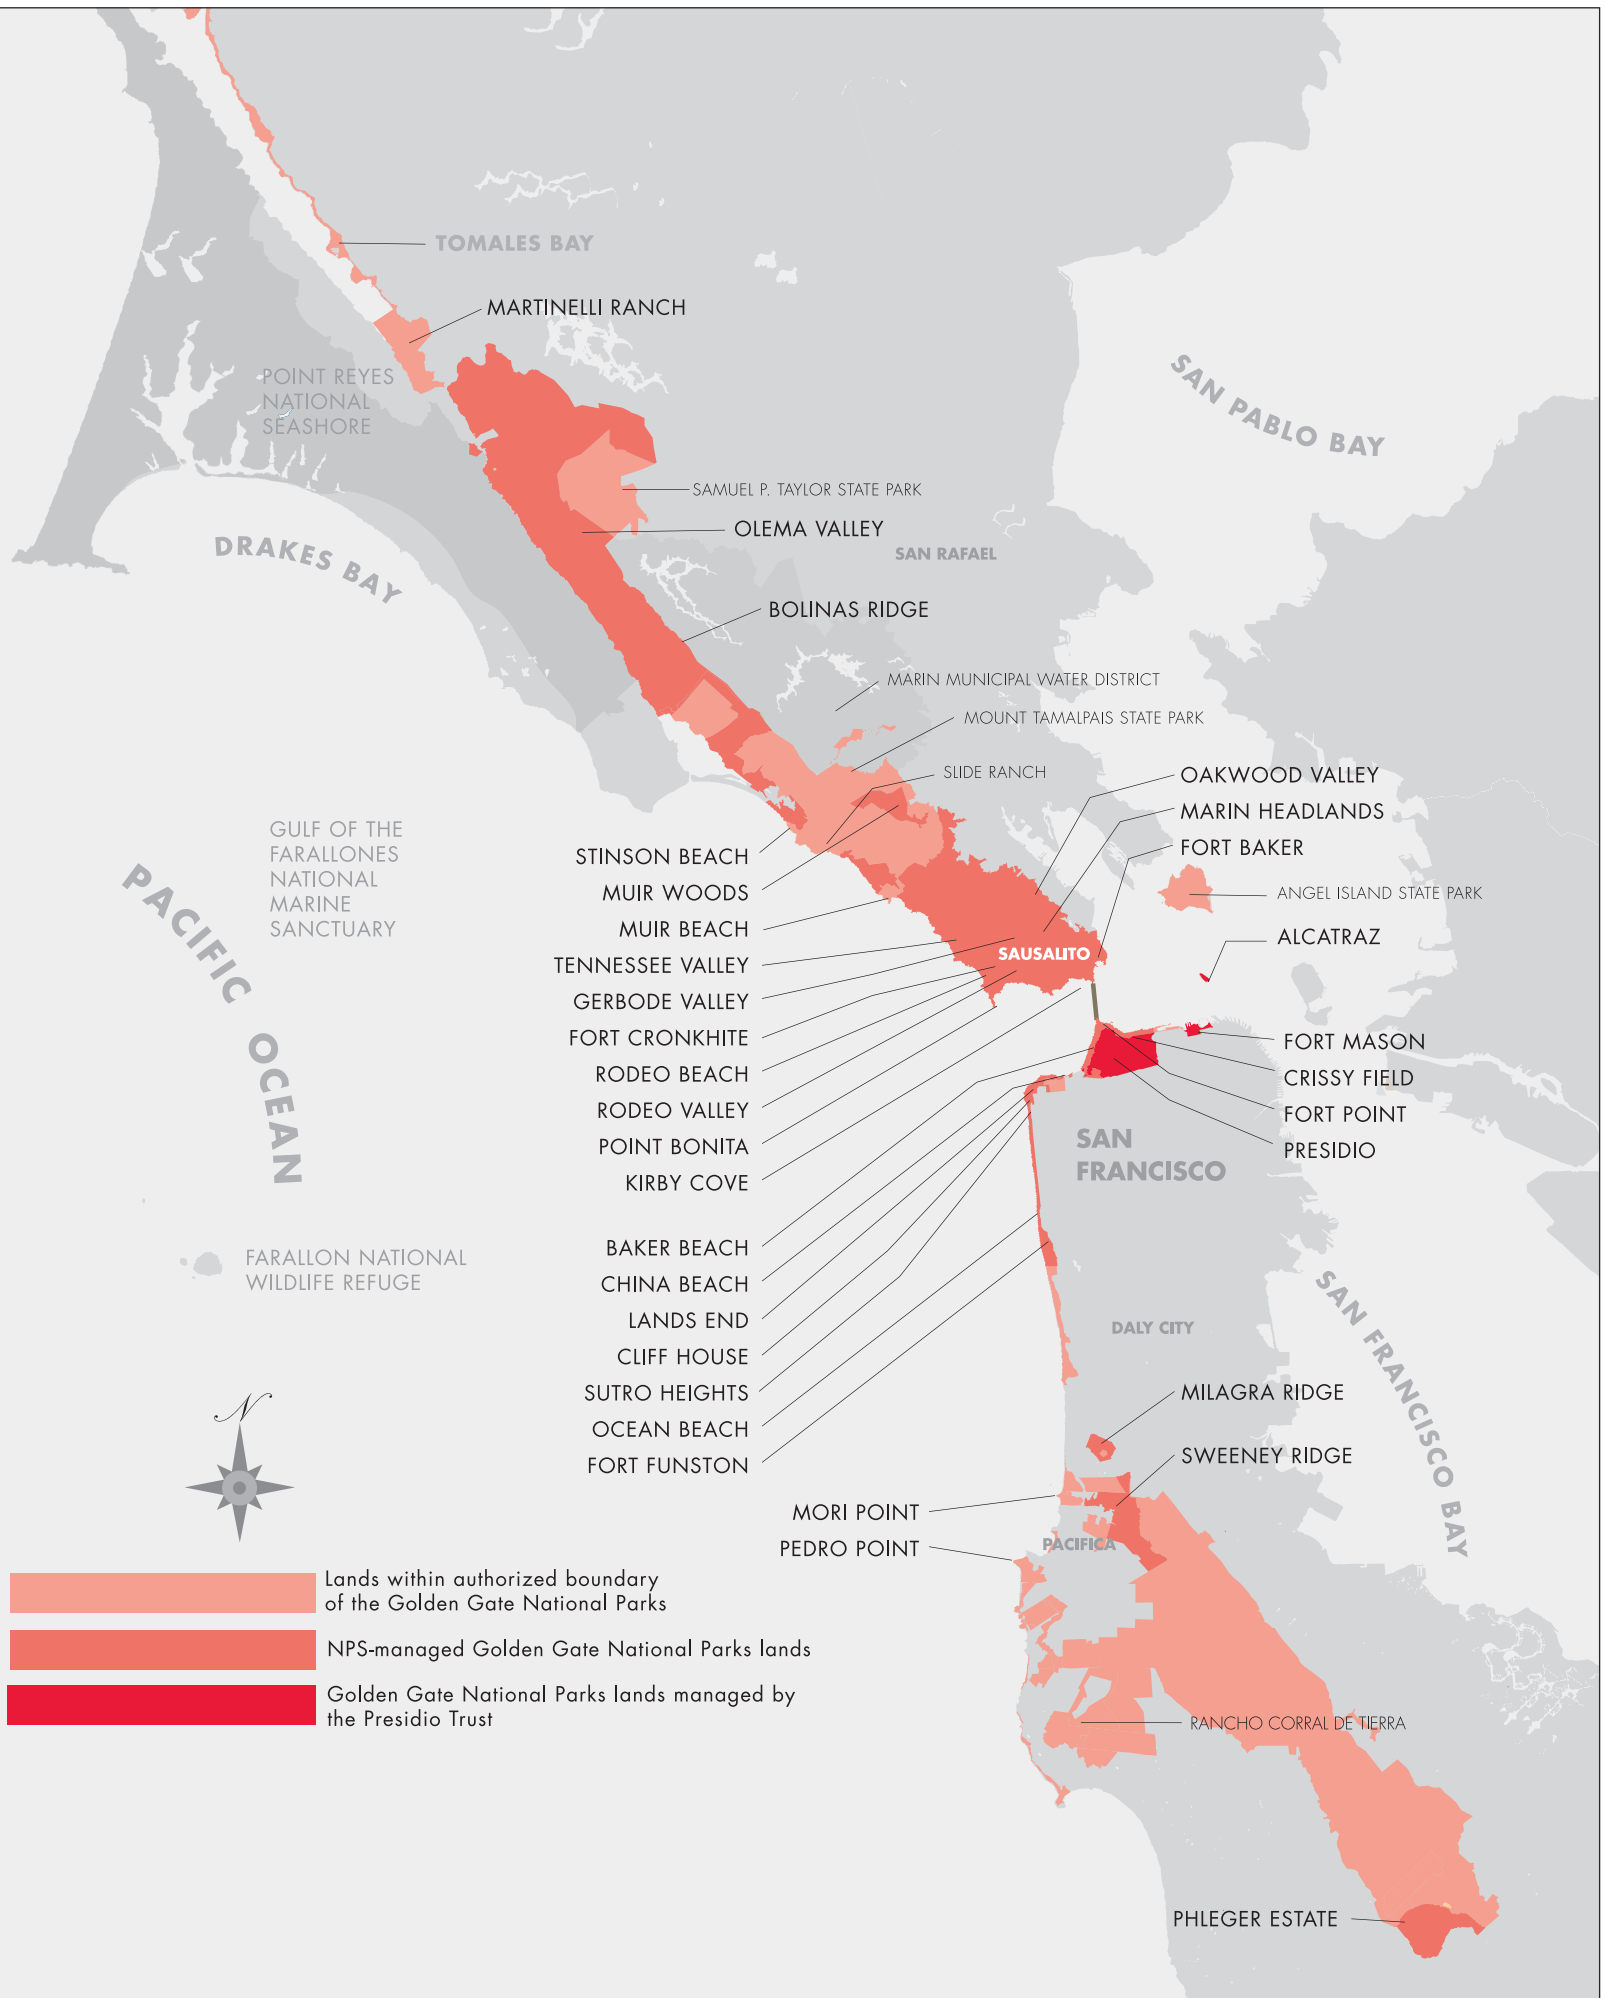 TOMALES BAY
MARTINELLI RANCH
POINT REYES
NATIONAL
SEASHORE
SAN PABLO BAY
SAMUEL P. TAYLOR STATE PARK
OLEMA VALLEY
DRAKES BAY
SAN RAFAEL
BOLINAS RIDGE
MARIN MUNICIPAL WATER DISTRICT
MOUNT TAMALPAIS STATE PARK
SLIDE RANCH
OAKWOOD VALLEY
MARIN HEADLANDS
FORT BAKER
ANGEL ISLAND STATE PARK
ALCATRAZ
GULF OF THE
FARALLONES
NATIONAL
MARINE
SANCTUARY
PACIFIC OCEAN
STINSON BEACH
MUIR WOODS
MUIR BEACH
TENNESSEE VALLEY
GERBODE VALLEY
FORT CRONKHITE
RODEO BEACH
RODEO VALLEY
POINT BONITA
KIRBY COVE
SAUSALITO
FORT MASON
CRISSY FIELD
FORT POINT
PRESIDIO
SAN
FRANCISCO
BAKER BEACH
CHINA BEACH
LANDS END
CLIFF HOUSE
SUTRO HEIGHTS
OCEAN BEACH
FORT FUNSTON
FARALLON NATIONAL
WILDLIFE REFUGE
DALY CITY
SAN FRANCISCO BAY
MILAGRA RIDGE
SWEENEY RIDGE
MORI POINT
PEDRO POINT
PACIFICA
N
Lands within authorized boundary
of the Golden Gate National Parks
NPS-managed Golden Gate National Parks lands
Golden Gate National Parks lands managed by
the Presidio Trust
RANCHO CORRAL DE TIERRA
PHLEGER ESTATE